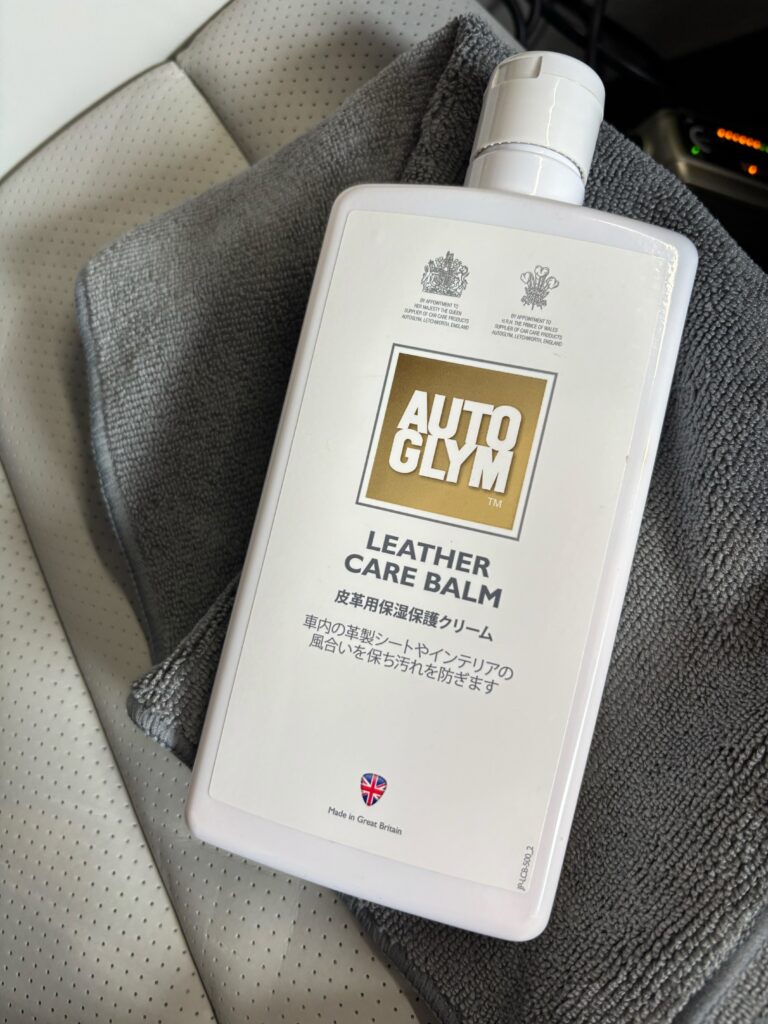 BY APPOINTMENT TO
HER MAJESTY THE QUEEN
SUPPLIER OF CAR CARE PRODUCTS
AUTOGLYM, LETCHWORTH, ENGLAND
BY APPOINTMENT TO
H.R.H. THE PRINCE OF WALES
SUPPLIER OF CAR CARE PRODUCTS
AUTOGLYM, LETCHWORTH, ENGLAND
AUTO
GLYM
TM
LEATHER
CARE BALM
皮革用保湿保護クリーム
車内の革製シートやインテリアの
風合いを保ち汚れを防ぎます
Made in Great Britain
JP-LCB-500_2